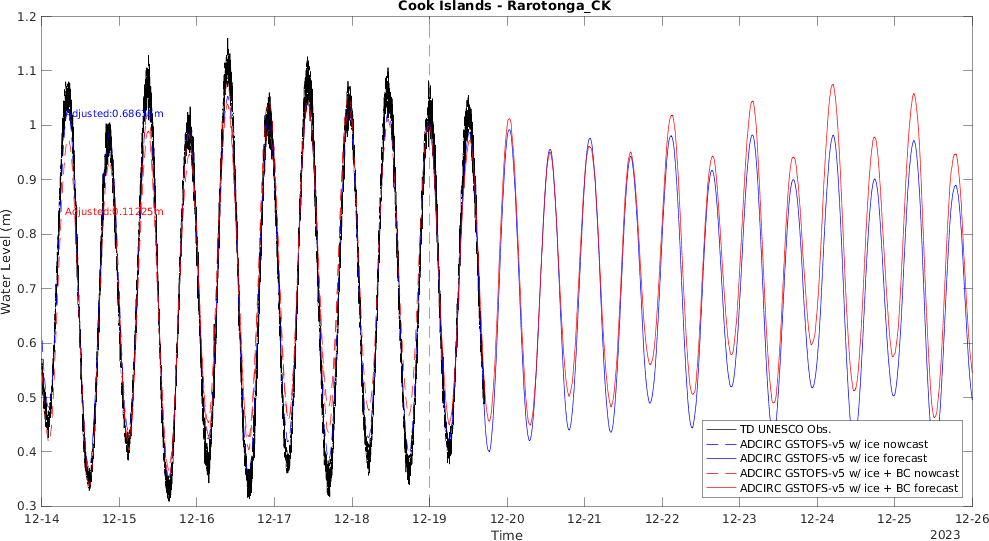 Cook Islands - Rarotonga_CK
1.2
1.1
1
0.9
0.8
0.7
0.6
0.5
0.4
0.3
Water Level (m)
Adjusted:0.11225m
TD UNESCO Obs.
ADCIRC GSTOFS-v5 w/ ice nowcast
ADCIRC GSTOFS-v5 w/ ice forecast
ADCIRC GSTOFS-v5 w/ ice + BC nowcast
ADCIRC GSTOFS-v5 w/ ice + BC forecast
12-14 12-15 12-16 12-17 12-18 12-19 12-20 12-21 12-22 12-23 12-24 12-25 12-26
Time
2023